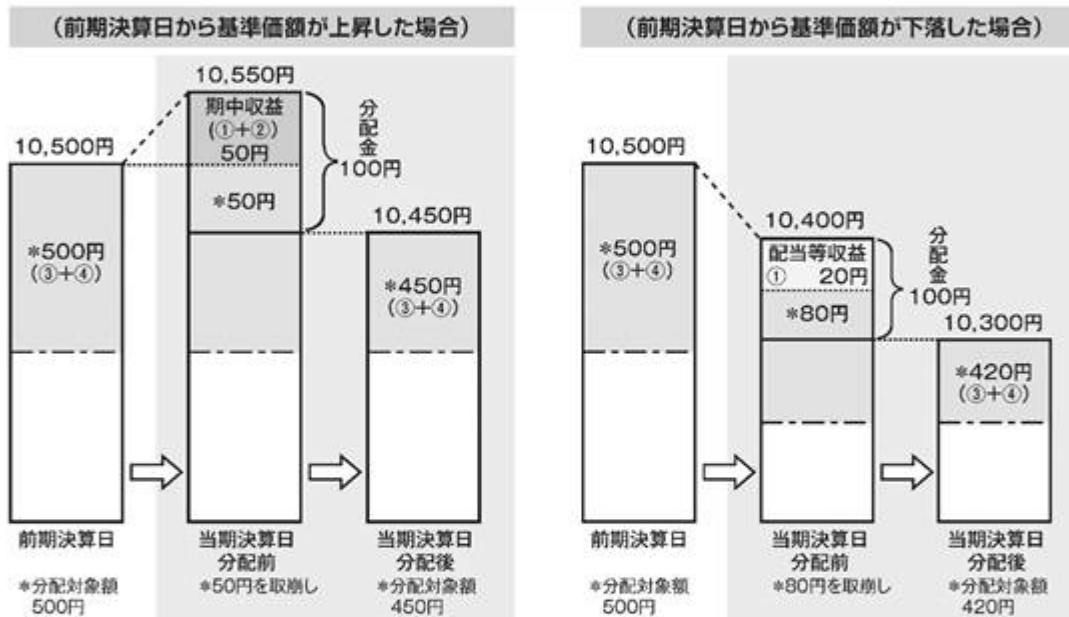 （前期決算日から基準価額が上昇した場合）
10,550円
期中収益
(①＋②)
50円
＊50円
分配金
100円
10,500円
＊500円
(③＋④)
10,450円
＊450円
(③＋④)
前期決算日
当期決算日
分配前
当期決算日
分配後
＊分配対象額
500円
＊50円を取崩し
＊分配対象額
450円
（前期決算日から基準価額が下落した場合）
10,500円
＊500円
(③＋④)
10,400円
配当等収益
① 20円
＊80円
分配金
100円
10,300円
＊420円
(③＋④)
前期決算日
当期決算日
分配前
当期決算日
分配後
＊分配対象額
500円
＊80円を取崩し
＊分配対象額
420円